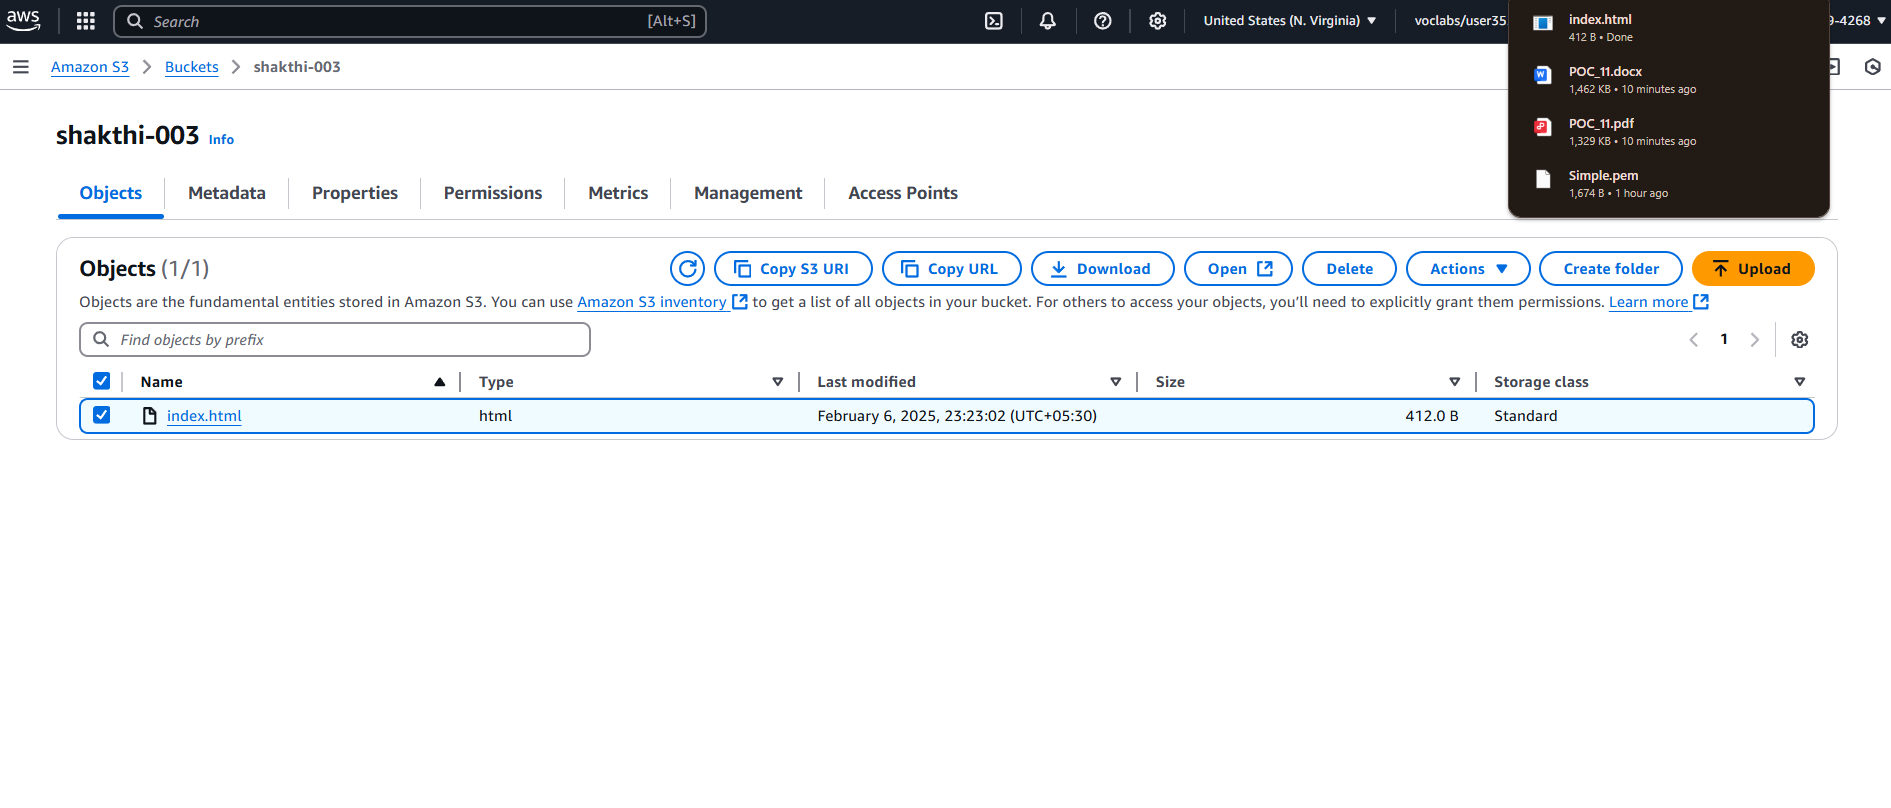 aws
Search [Alt+S]
United States (N. Virginia)
voclabs/user35
9-4268
index.html
412 B • Done
POC_11.docx
1,462 KB • 10 minutes ago
POC_11.pdf
1,329 KB • 10 minutes ago
Simple.pem
1,674 B • 1 hour ago
Amazon S3 > Buckets > shakthi-003
shakthi-003 Info
Objects Metadata Properties Permissions Metrics Management Access Points
Objects (1/1)
Copy S3 URI Copy URL Download Open Delete Actions Create folder Upload
Objects are the fundamental entities stored in Amazon S3. You can use Amazon S3 inventory to get a list of all objects in your bucket. For others to access your objects, you'll need to explicitly grant them permissions. Learn more
Find objects by prefix
1
Name Type Last modified Size Storage class
index.html html February 6, 2025, 23:23:02 (UTC+05:30) 412.0 B Standard